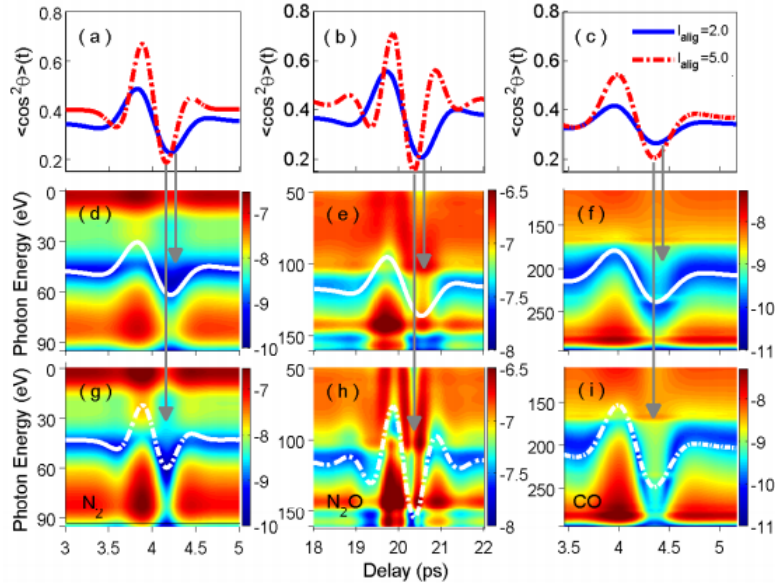 ( a )
( b )
( c )
I_alig=2.0
I_alig=5.0
<cos²θ>(t)
<cos²θ>(t)
<cos²θ>(t)
0.8
0.6
0.4
0.2
0.8
0.6
0.4
0.2
0.8
0.6
0.4
0.2
( d )
( e )
( f )
Photon Energy (eV)
0
30
60
90
-7
-8
-9
-10
50
100
150
-6.5
-7
-7.5
-8
150
200
250
-8
-9
-10
-11
( g )
( h )
( i )
Photon Energy (eV)
0
30
60
90
-7
-8
-9
-10
50
100
150
-6.5
-7
-7.5
-8
150
200
250
-8
-9
-10
-11
N₂
N₂O
CO
3 3.5 4 4.5 5
18 19 20 21 22
3.5 4 4.5 5
Delay (ps)